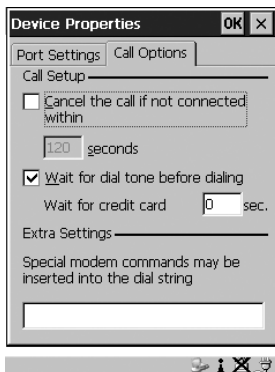 Device Properties OK ×
Port Settings Call Options
Call Setup
Cancel the call if not connected
within
120 seconds
Wait for dial tone before dialing
Wait for credit card 0 sec.
Extra Settings
Special modem commands may be
inserted into the dial string